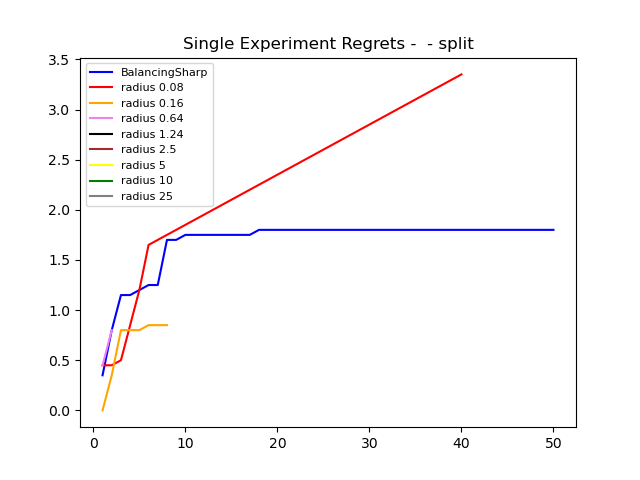 Single Experiment Regrets -  - split
BalancingSharp
radius 0.08
radius 0.16
radius 0.64
radius 1.24
radius 2.5
radius 5
radius 10
radius 25
3.5
3.0
2.5
2.0
1.5
1.0
0.5
0.0
0 10 20 30 40 50